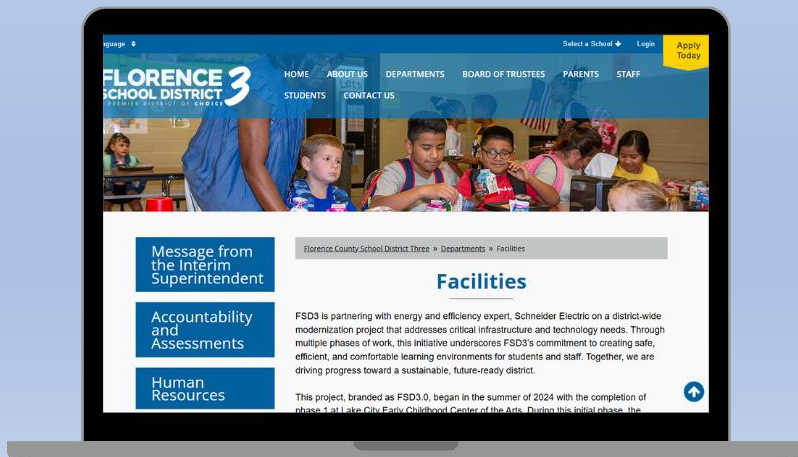 Select a School
Login
Apply
Today
FLORENCE 3
SCHOOL DISTRICT
PREMIER DISTRICT OF CHOICE
HOME ABOUT US DEPARTMENTS BOARD OF TRUSTEES PARENTS STAFF
STUDENTS CONTACT US
Message from
the Interim
Superintendent
Accountability
and
Assessments
Human
Resources
Florence County School District Three » Departments » Facilities
Facilities
FSD3 is partnering with energy and efficiency expert, Schneider Electric on a district-wide
modernization project that addresses critical infrastructure and technology needs. Through
multiple phases of work, this initiative underscores FSD3's commitment to creating safe,
efficient, and comfortable learning environments for students and staff. Together, we are
driving progress toward a sustainable, future-ready district.
This project, branded as FSD3.0, began in the summer of 2024 with the completion of
phase 1 at Lake City Early Childhood Center of the Arts. During this initial phase, the